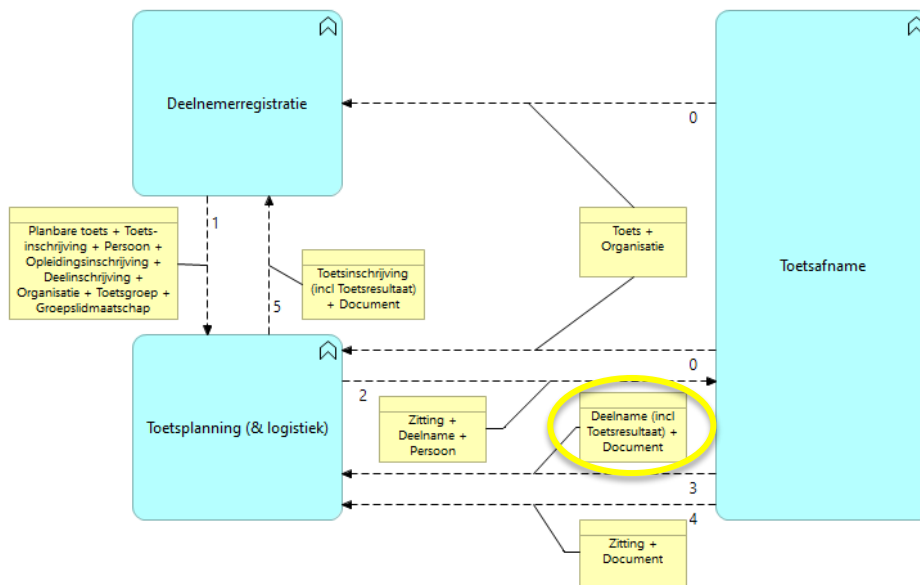 Deelnemerregistratie
0
1
Planbare toets + Toets-
inschrijving + Persoon +
Opleidingsinschrijving +
Deelinschrijving +
Organisatie + Toetsgroep +
Groepslidmaatschap
Toetsinschrijving
(incl Toetsresultaat)
+ Document
5
Toets +
Organisatie
Toetsafname
0
Toetsplanning (& logistiek)
2
Zitting +
Deelname +
Persoon
Deelname (incl
Toetsresultaat) +
Document
3
4
Zitting +
Document